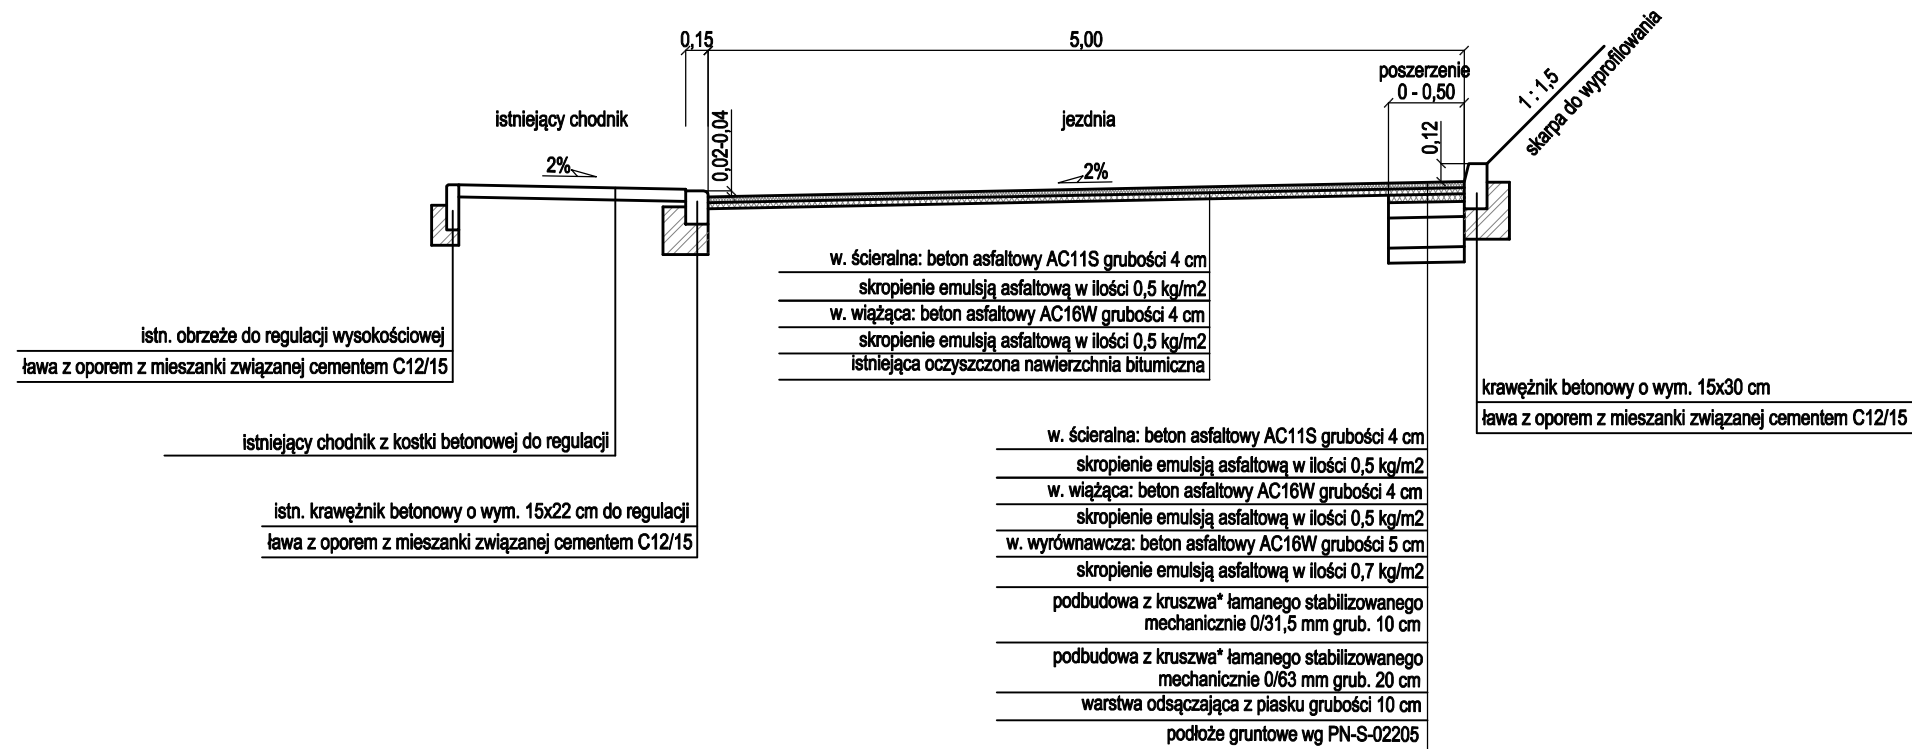 0,15
5,00
poszerzenie
0 - 0,50
1 : 1,5
skarpa do wyprofilowania
istniejący chodnik
0,02-0,04
jezdnia
0,12
2%
2%
w. ścieralna: beton asfaltowy AC11S grubości 4 cm
skropienie emulsją asfaltową w ilości 0,5 kg/m2
w. wiążąca: beton asfaltowy AC16W grubości 4 cm
skropienie emulsją asfaltową w ilości 0,5 kg/m2
istniejąca oczyszczona nawierzchnia bitumiczna
istn. obrzeże do regulacji wysokościowej
ława z oporem z mieszanki związanej cementem C12/15
krawężnik betonowy o wym. 15x30 cm
ława z oporem z mieszanki związanej cementem C12/15
istniejący chodnik z kostki betonowej do regulacji
istn. krawężnik betonowy o wym. 15x22 cm do regulacji
ława z oporem z mieszanki związanej cementem C12/15
w. ścieralna: beton asfaltowy AC11S grubości 4 cm
skropienie emulsją asfaltową w ilości 0,5 kg/m2
w. wiążąca: beton asfaltowy AC16W grubości 4 cm
skropienie emulsją asfaltową w ilości 0,5 kg/m2
w. wyrównawcza: beton asfaltowy AC16W grubości 5 cm
skropienie emulsją asfaltową w ilości 0,7 kg/m2
podbudowa z kruszwa* łamanego stabilizowanego
mechanicznie 0/31,5 mm grub. 10 cm
podbudowa z kruszwa* łamanego stabilizowanego
mechanicznie 0/63 mm grub. 20 cm
warstwa odsączająca z piasku grubości 10 cm
podłoże gruntowe wg PN-S-02205